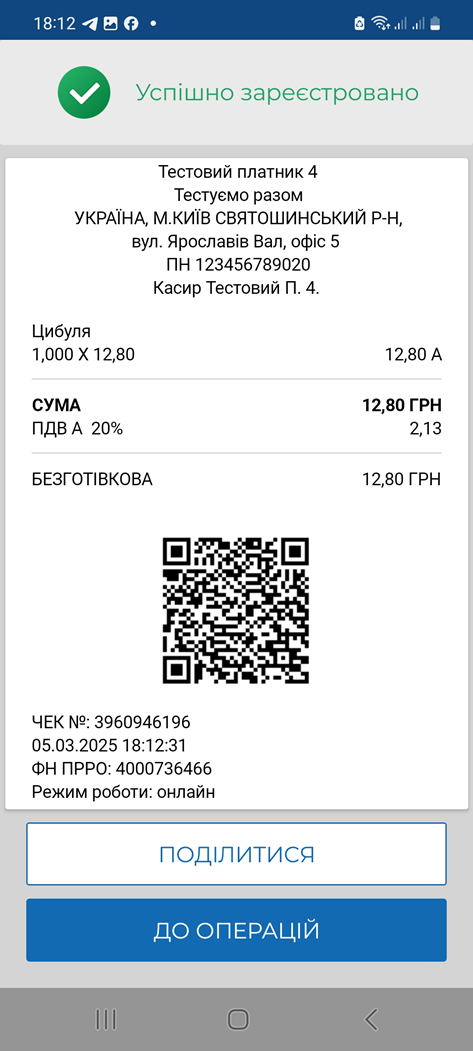 18:12
Успішно зареєстровано
Тестовий платник 4
Тестуємо разом
УКРАЇНА, М.КИЇВ СВЯТОШИНСЬКИЙ Р-Н,
вул. Ярославів Вал, офіс 5
ПН 123456789020
Касир Тестовий П. 4.
Цибуля
1,000 X 12,80 12,80 А
СУМА 12,80 ГРН
ПДВ А 20% 2,13
БЕЗГОТІВКОВА 12,80 ГРН
ЧЕК №: 3960946196
05.03.2025 18:12:31
ФН ПРРО: 4000736466
Режим роботи: онлайн
ПОДІЛИТИСЯ
ДО ОПЕРАЦІЙ